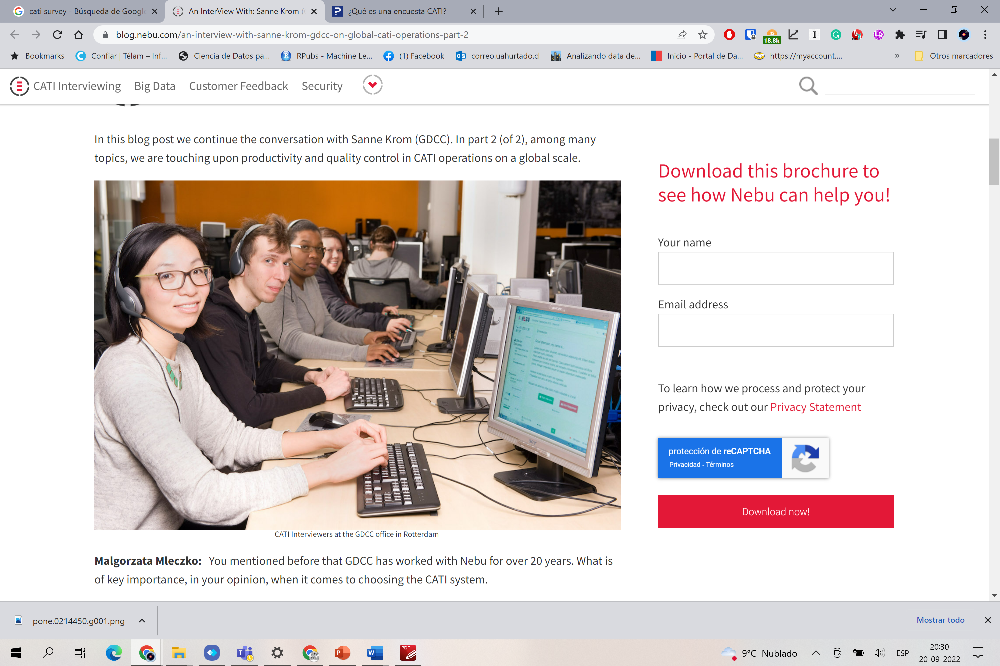 cati survey - Búsqueda de Google
An InterView With: Sanne Krom (
¿Qué es una encuesta CATI?
blog.nebu.com/an-interview-with-sanne-krom-gdcc-on-global-cati-operations-part-2
18.8k
Bookmarks
Confiar | Télam – Inf...
Ciencia de Datos pa...
RPubs - Machine Le...
(1) Facebook
correo.uahurtado.cl
Analizando data de...
Inicio - Portal de Da...
https://myaccount....
»
Otros marcadores
CATI Interviewing Big Data Customer Feedback Security
In this blog post we continue the conversation with Sanne Krom (GDCC). In part 2 (of 2), among many
topics, we are touching upon productivity and quality control in CATI operations on a global scale.
NEBU
Good afternoon, my name is...
acer
CATI Interviewers at the GDCC office in Rotterdam
Malgorzata Mleczko: You mentioned before that GDCC has worked with Nebu for over 20 years. What is
of key importance, in your opinion, when it comes to choosing the CATI system.
Download this brochure to
see how Nebu can help you!
Your name
Email address
To learn how we process and protect your
privacy, check out our Privacy Statement
protección de reCAPTCHA
Privacidad - Términos
Download now!
pone.0214450.g001.png
Mostrar todo
PDF
9°C Nublado
ESP
20:30
20-09-2022